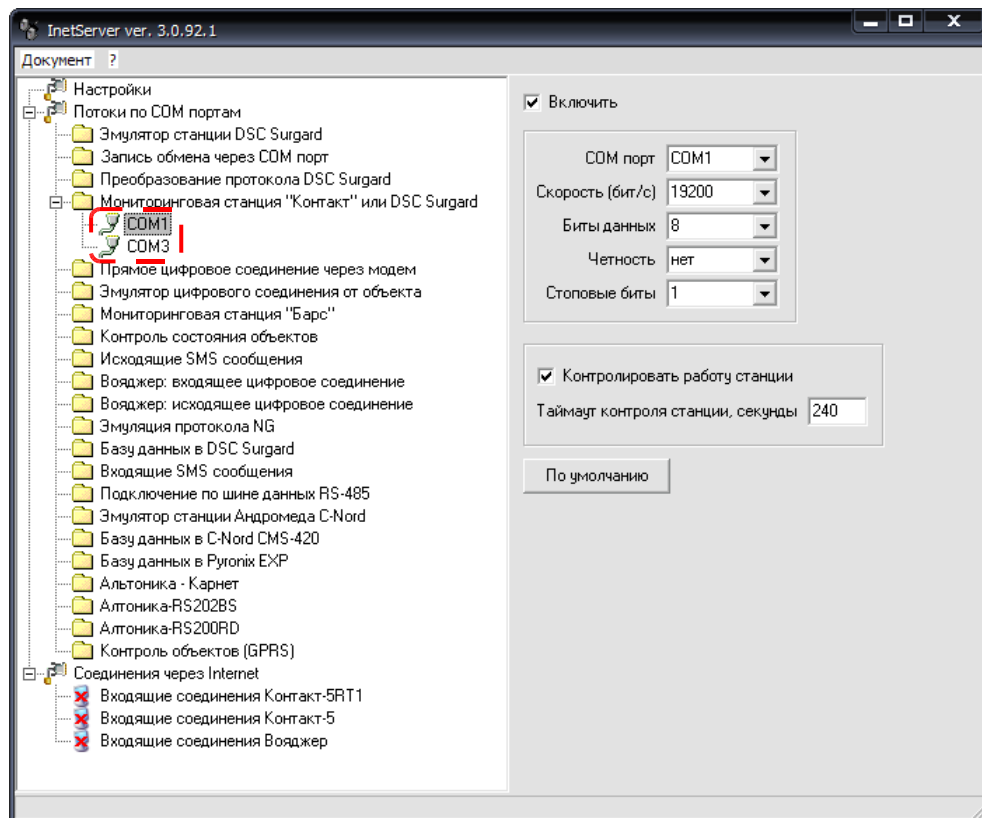 InetServer ver. 3.0.92.1
Документ ?
Настройки
Потоки по COM портам
Эмулятор станции DSC Surgard
Запись обмена через COM порт
Преобразование протокола DSC Surgard
Мониторинговая станция "Контакт" или DSC Surgard
COM1
COM3
Прямое цифровое соединение через модем
Эмулятор цифрового соединения от объекта
Мониторинговая станция "Барс"
Контроль состояния объектов
Исходящие SMS сообщения
Вояджер: входящее цифровое соединение
Вояджер: исходящее цифровое соединение
Эмуляция протокола NG
Базу данных в DSC Surgard
Входящие SMS сообщения
Подключение по шине данных RS-485
Эмулятор станции Андромеда C-Nord
Базу данных в C-Nord CMS-420
Базу данных в Pyronix EXP
Альтоника - Карнет
Алтоника-RS202BS
Алтоника-RS200RD
Контроль объектов (GPRS)
Соединения через Internet
Входящие соединения Контакт-5RT1
Входящие соединения Контакт-5
Входящие соединения Вояджер
Включить
COM порт COM1
Скорость (бит/с) 19200
Биты данных 8
Четность нет
Стоповые биты 1
Контролировать работу станции
Таймаут контроля станции, секунды 240
По умолчанию